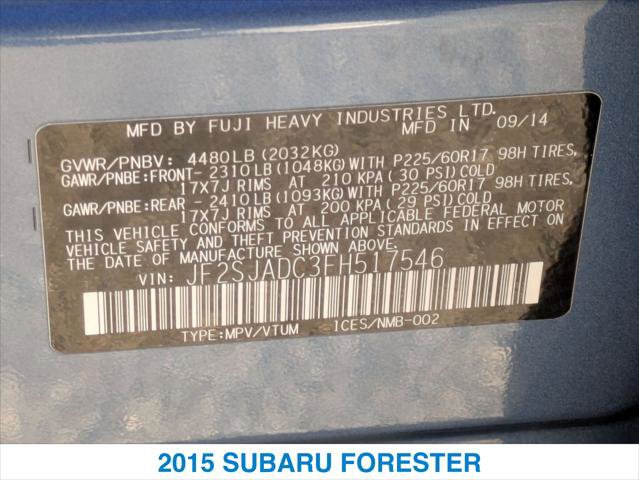 MFD BY FUJI HEAVY INDUSTRIES LTD.
MFD IN 09/14
GVWR/PNBV: 4480LB (2032KG)
GAWR/PNBE:FRONT- 2310LB (1048KG)WITH P225/60R17 98H TIRES,
17X7J RIMS AT 210 KPA (30 PSI)COLD
GAWR/PNBE:REAR - 2410LB (1093KG)WITH P225/60R17 98H TIRES,
17X7J RIMS AT 200 KPA (29 PSI)COLD
THIS VEHICLE CONFORMS TO ALL APPLICABLE FEDERAL MOTOR
VEHICLE SAFETY AND THEFT PREVENTION STANDARDS IN EFFECT ON
THE DATE OF MANUFACTURE SHOWN ABOVE.
VIN: JF2SJADC3FH517546
TYPE:MPV/VTUM ICES/NMB-002
2015 SUBARU FORESTER